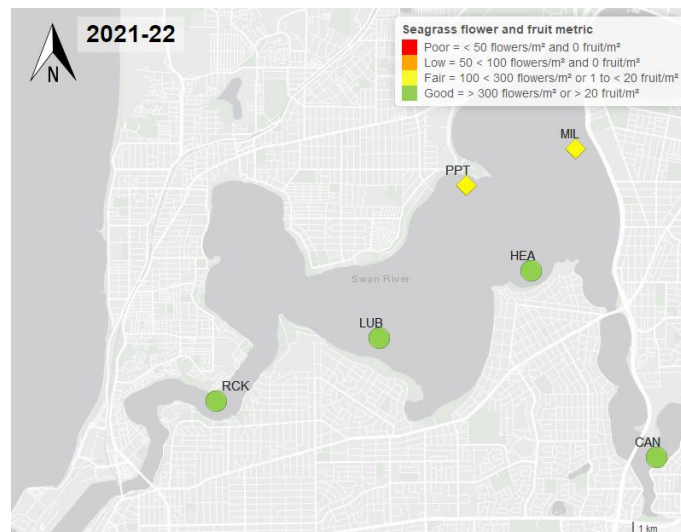 2021-22
N
Seagrass flower and fruit metric
Poor = < 50 flowers/m² and 0 fruit/m²
Low = 50 < 100 flowers/m² and 0 fruit/m²
Fair = 100 < 300 flowers/m² or 1 to < 20 fruit/m²
Good = > 300 flowers/m² or > 20 fruit/m²
MIL
PPT
HEA
Swan River
LUB
RCK
CAN
1 km